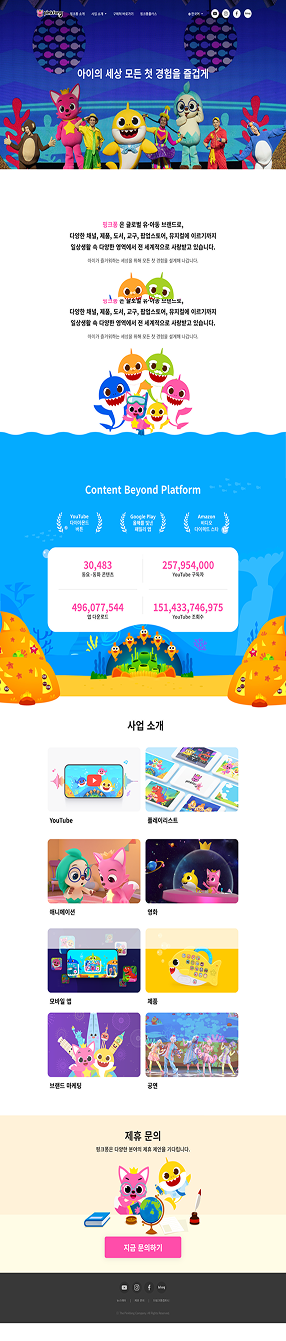 핑크퐁 소개 사업 소개 구매처 바로가기 핑크퐁플러스 한국어
아이의 세상 모든 첫 경험을 즐겁게
핑크퐁은 글로벌 유·아동 브랜드로,
다양한 채널, 제품, 도서, 교구, 팝업스토어, 뮤지컬에 이르기까지
일상생활 속 다양한 영역에서 전 세계적으로 사랑받고 있습니다.
아이가 즐거워하는 세상을 위해 모든 첫 경험을 설계해 나갑니다.
핑크퐁은 글로벌 유·아동 브랜드로,
다양한 채널, 제품, 도서, 교구, 팝업스토어, 뮤지컬에 이르기까지
일상생활 속 다양한 영역에서 전 세계적으로 사랑받고 있습니다.
아이가 즐거워하는 세상을 위해 모든 첫 경험을 설계해 나갑니다.
Content Beyond Platform
YouTube
다이아몬드
버튼
Google Play
올해를 빛낸
패밀리 앱
Amazon
비디오
다이렉트 스타
30,483
동요·동화 콘텐츠
257,954,000
YouTube 구독자
496,077,544
앱 다운로드
151,433,746,975
YouTube 조회수
사업 소개
YouTube
플레이리스트
애니메이션
영화
모바일 앱
제품
브랜드 마케팅
공연
제휴 문의
핑크퐁은 다양한 분야의 제휴 제안을 기다립니다.
지금 문의하기